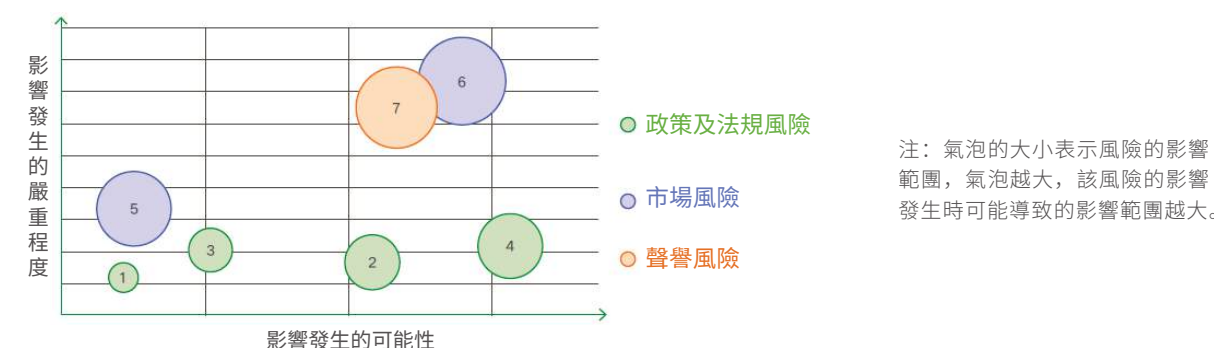 影響發生的嚴重程度
6
7
5
3
4
2
1
影響發生的可能性
政策及法規風險
市場風險
聲譽風險
注：氣泡的大小表示風險的影響
範圍，氣泡越大，該風險的影響
發生時可能導致的影響範圍越大。